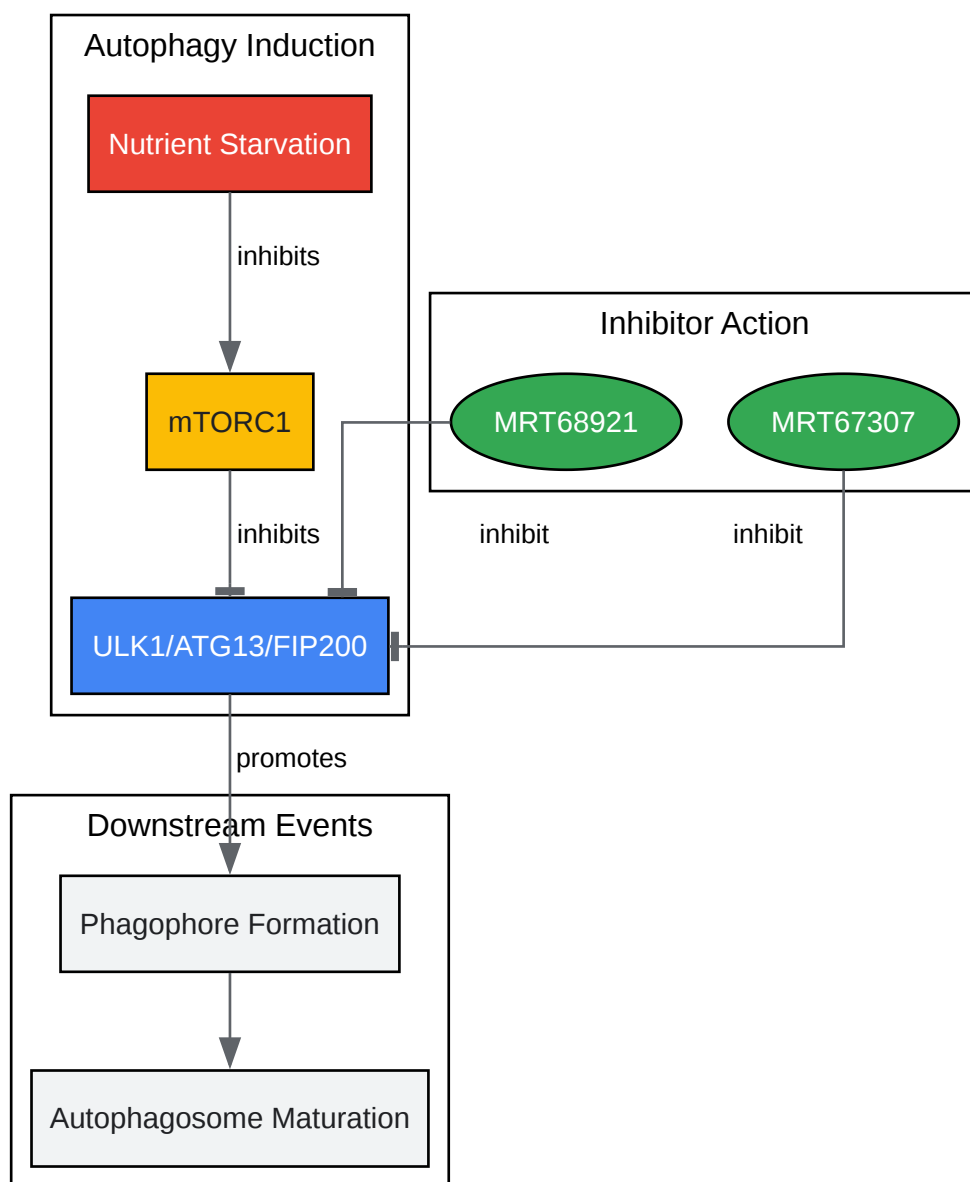 Autophagy Induction
Nutrient Starvation
inhibits
Inhibitor Action
mTORC1
MRT68921
MRT67307
inhibits
inhibit
inhibit
ULK1/ATG13/FIP200
promotes
Downstream Events
Phagophore Formation
Autophagosome Maturation